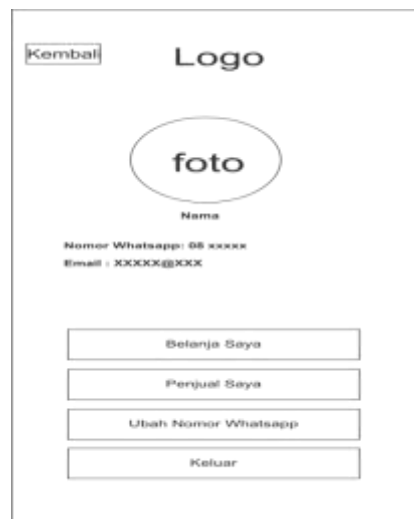 Kembali
Logo
foto
Nama
Nomor Whatsapp: 08 xxxxx
Email : XXXXX@XXX
Belanja Saya
Penjual Saya
Ubah Nomor Whatsapp
Keluar